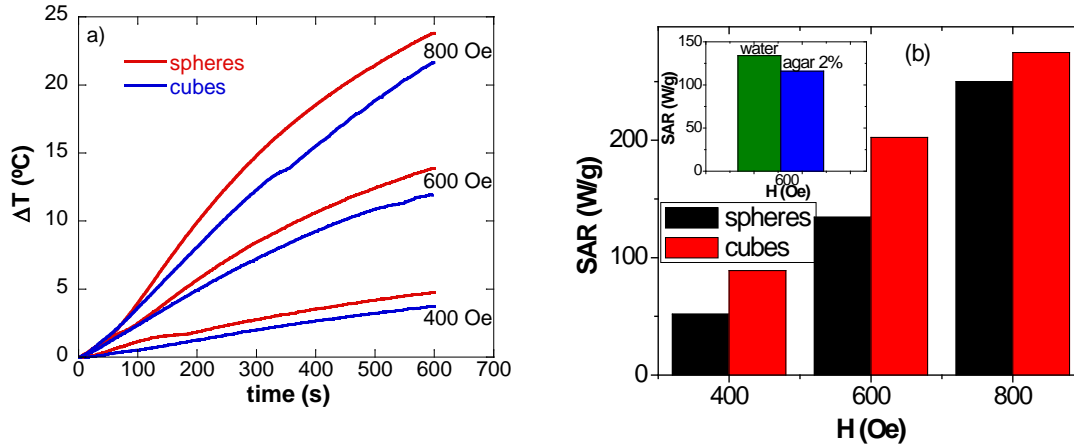 a)
25
20
15
10
5
0
ΔT (ºC)
spheres
cubes
800 Oe
600 Oe
400 Oe
0 100 200 300 400 500 600 700
time (s)
(b)
200
100
0
SAR (W/g)
150
100
50
0
SAR (W/g)
water
agar 2%
600
H (Oe)
spheres
cubes
400 600 800
H (Oe)